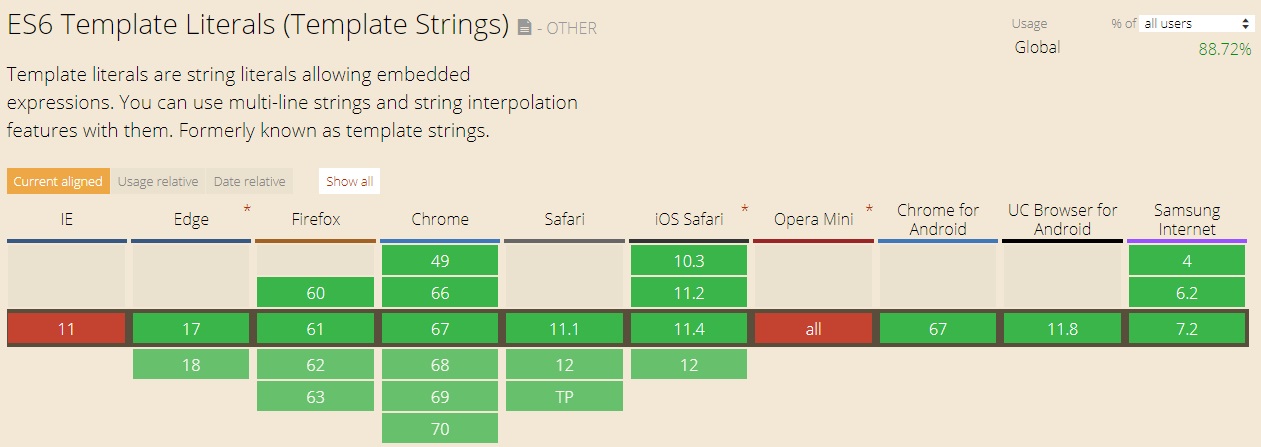 ES6 Template Literals (Template Strings) - OTHER
Usage % of all users
Global 88.72%
Template literals are string literals allowing embedded
expressions. You can use multi-line strings and string interpolation
features with them. Formerly known as template strings.
Current aligned Usage relative Date relative Show all
IE Edge * Firefox Chrome Safari iOS Safari * Opera Mini * Chrome for Android UC Browser for Android Samsung Internet
49 10.3 4
60 66 11.2 6.2
11 17 61 67 11.1 11.4 all 67 11.8 7.2
18 62 68 12 12
63 69 TP
70